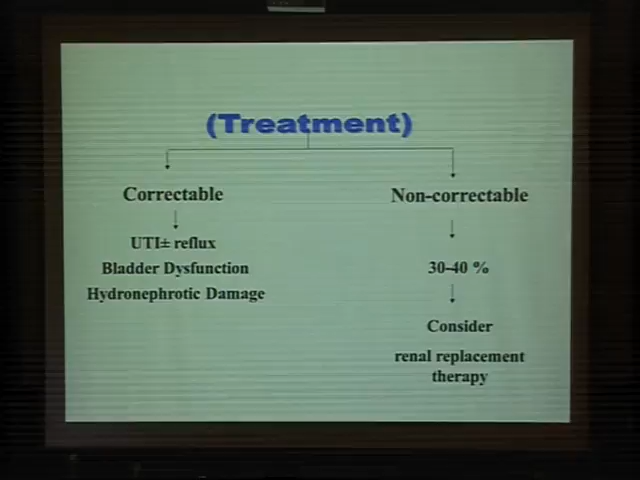 (Treatment)
Correctable
UTI± reflux
Bladder Dysfunction
Hydronephrotic Damage
Non-correctable
30-40 %
Consider
renal replacement
therapy